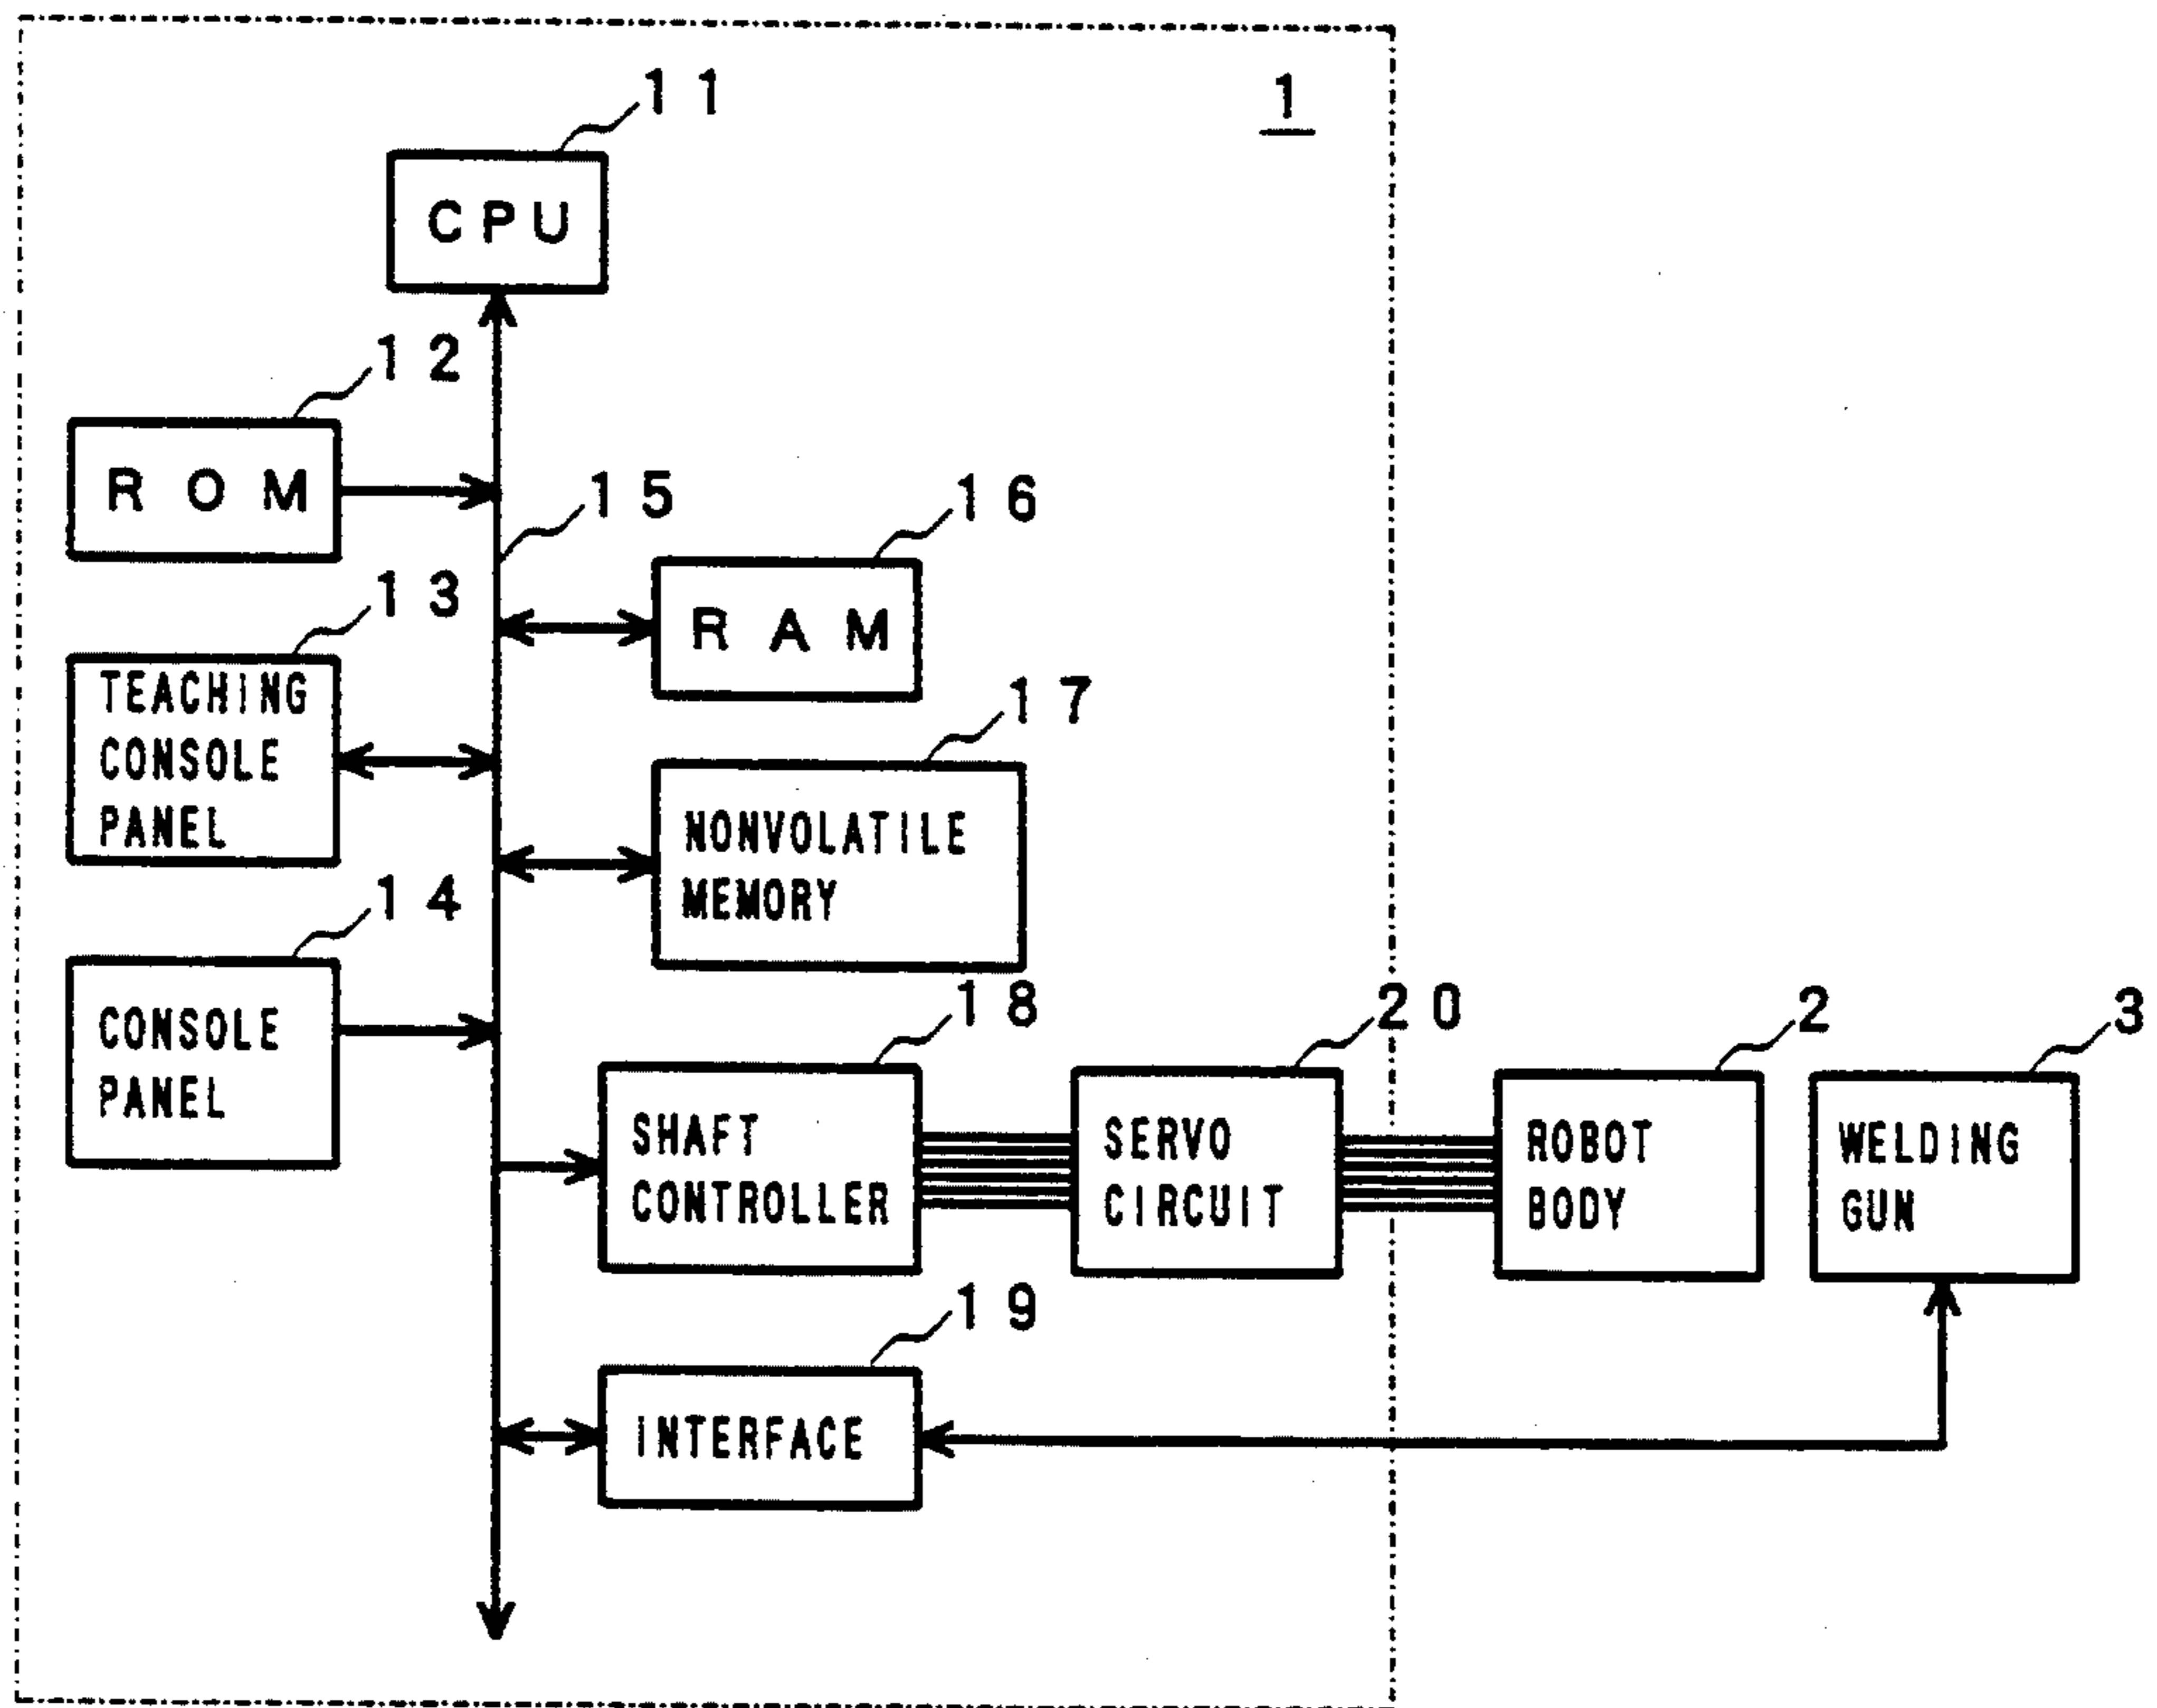 1
11
CPU
12
ROM
15
16
RAM
13
TEACHING
CONSOLE
PANEL
17
NONVOLATILE
MEMORY
14
CONSOLE
PANEL
18
SHAFT
CONTROLLER
20
SERVO
CIRCUIT
2
ROBOT
BODY
3
WELDING
GUN
19
INTERFACE